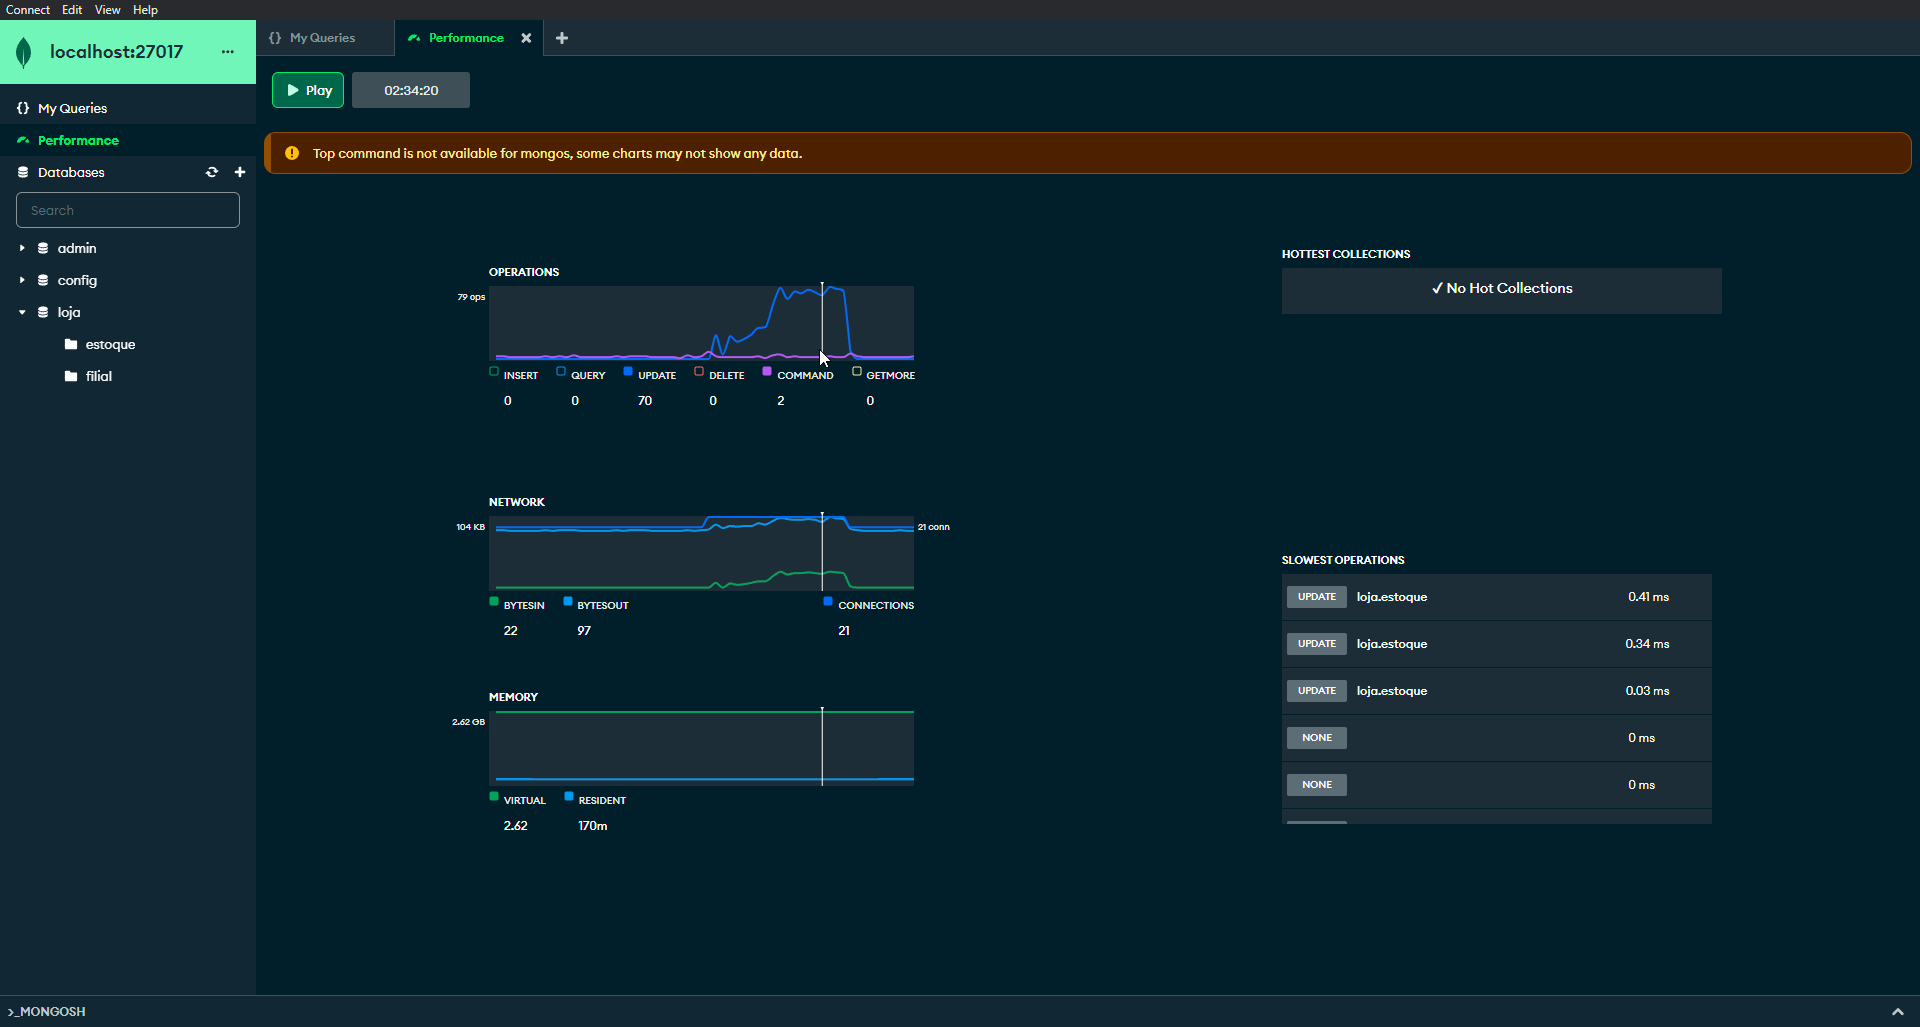 Connect Edit View Help
localhost:27017 ···
{} My Queries
Performance
Databases
Search
admin
config
loja
estoque
filial
{} My Queries
Performance
Play
02:34:20
Top command is not available for mongos, some charts may not show any data.
OPERATIONS
79 ops
INSERT QUERY UPDATE DELETE COMMAND GETMORE
0 0 70 0 2 0
NETWORK
104 KB
21 conn
BYTESIN BYTESOUT CONNECTIONS
22 97 21
MEMORY
2.62 GB
VIRTUAL RESIDENT
2.62 170m
HOTTEST COLLECTIONS
✓ No Hot Collections
SLOWEST OPERATIONS
UPDATE loja.estoque 0.41 ms
UPDATE loja.estoque 0.34 ms
UPDATE loja.estoque 0.03 ms
NONE 0 ms
NONE 0 ms
>_MONGOSH